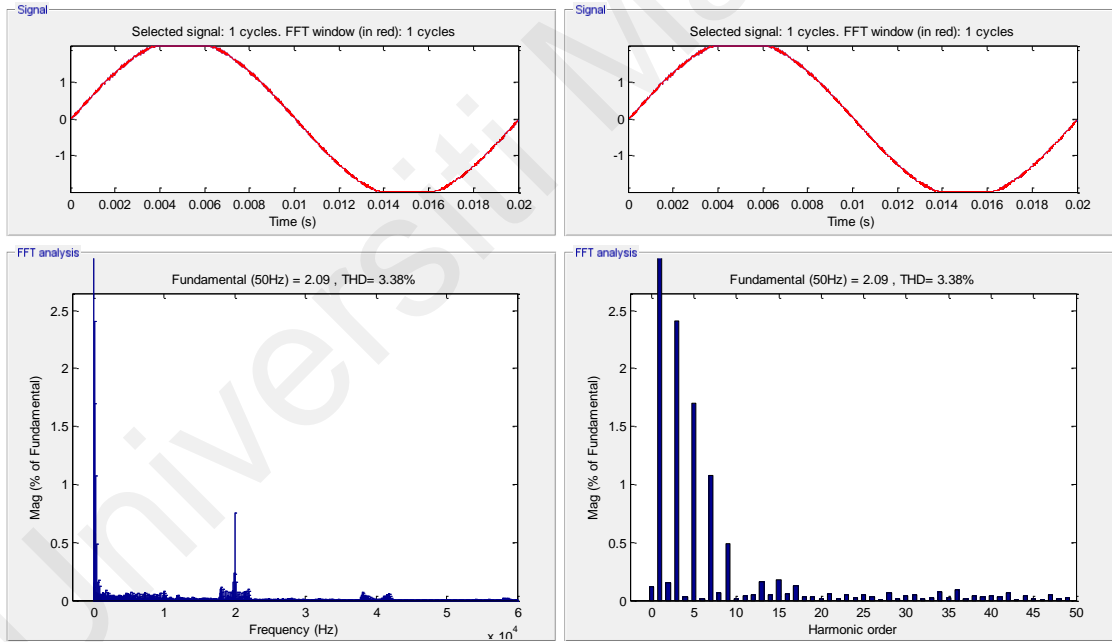 Signal
Selected signal: 1 cycles. FFT window (in red): 1 cycles
1
0
-1
0 0.002 0.004 0.006 0.008 0.01 0.012 0.014 0.016 0.018 0.02
Time (s)
Signal
Selected signal: 1 cycles. FFT window (in red): 1 cycles
1
0
-1
0 0.002 0.004 0.006 0.008 0.01 0.012 0.014 0.016 0.018 0.02
Time (s)
FFT analysis
Fundamental (50Hz) = 2.09 , THD= 3.38%
Mag (% of Fundamental)
2.5
2
1.5
1
0.5
0
0 1 2 3 4 5 6
x 10^4
Frequency (Hz)
FFT analysis
Fundamental (50Hz) = 2.09 , THD= 3.38%
Mag (% of Fundamental)
2.5
2
1.5
1
0.5
0
0 5 10 15 20 25 30 35 40 45 50
Harmonic order
Universiti